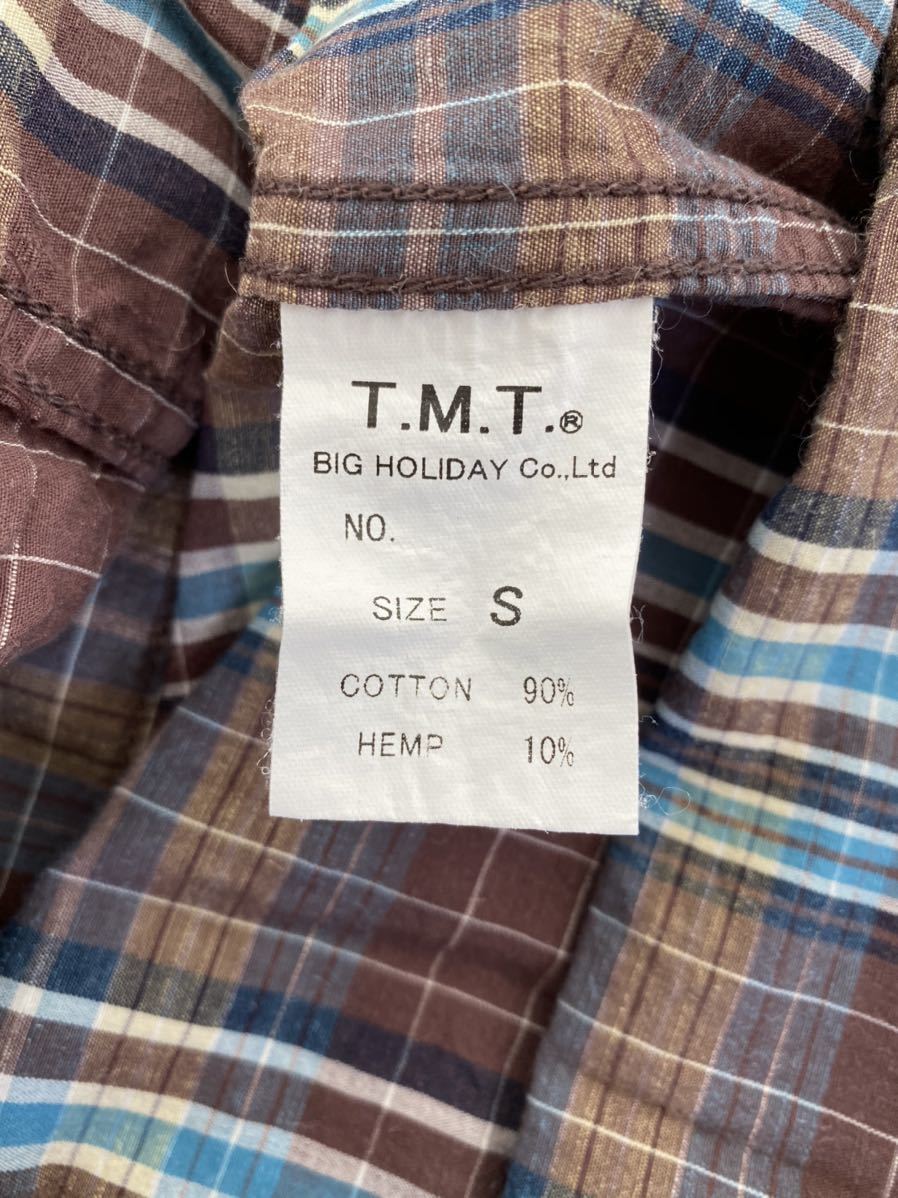 T.M.T.®
BIG HOLIDAY Co.,Ltd
NO.
SIZE S
COTTON 90%
HEMP 10%